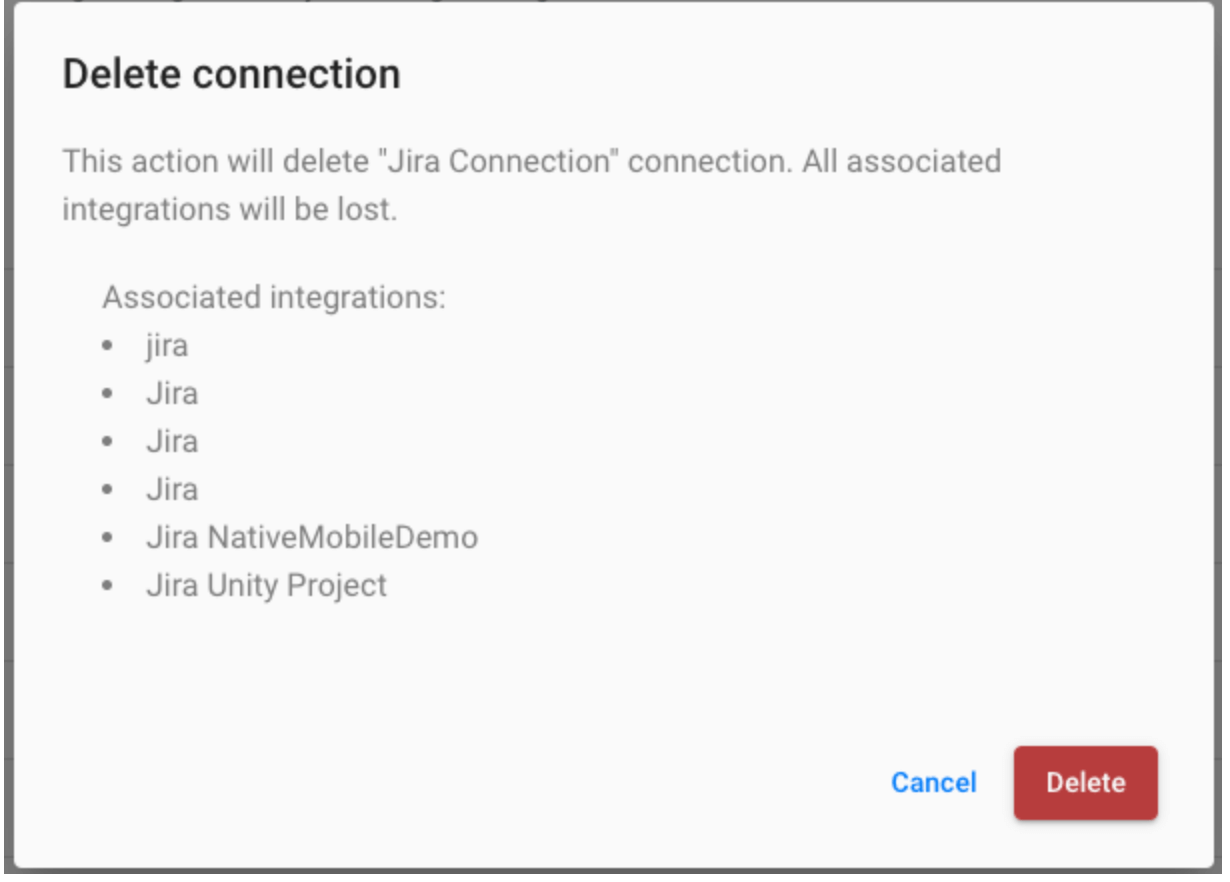 Delete connection
This action will delete "Jira Connection" connection. All associated
integrations will be lost.
Associated integrations:
• jira
• Jira
• Jira
• Jira
• Jira NativeMobileDemo
• Jira Unity Project
Cancel Delete